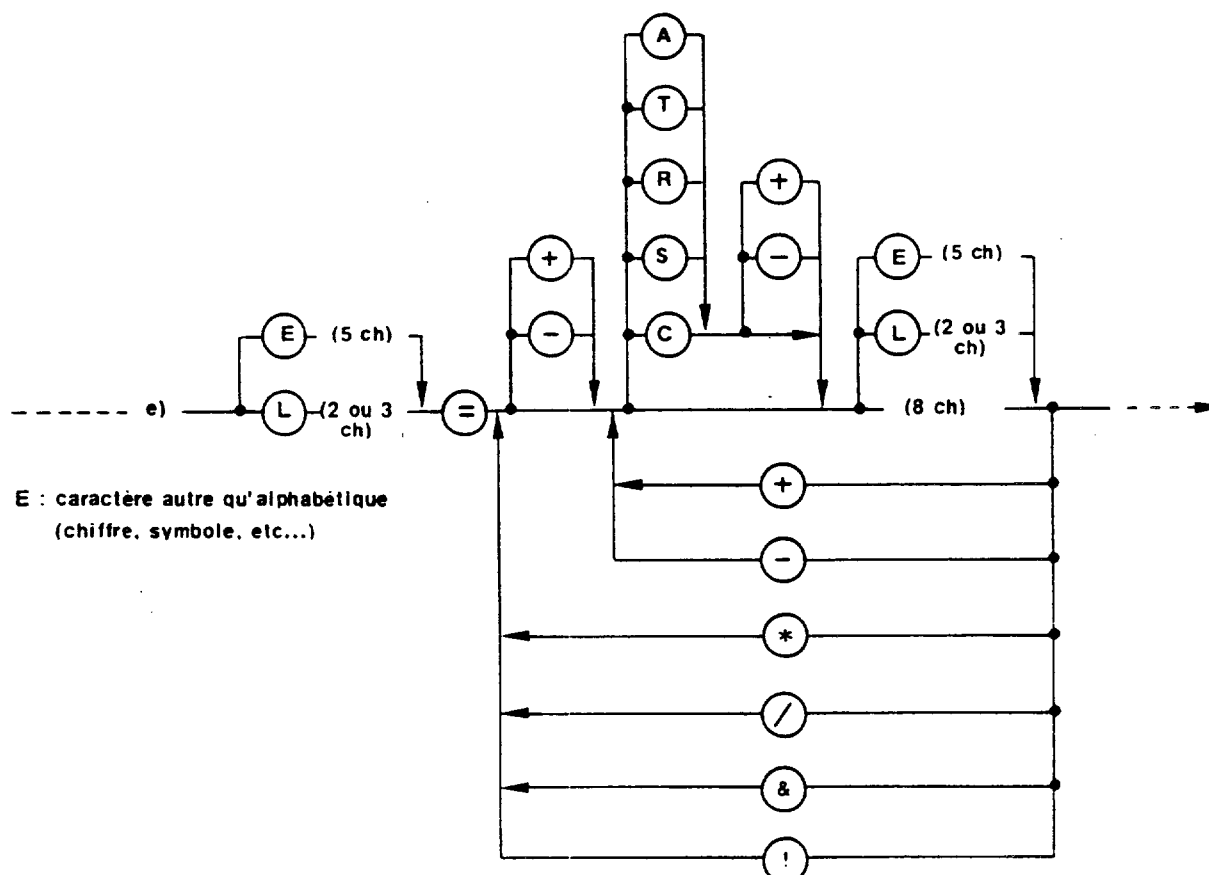 A
T
R
+
S
-
+
E (5 ch)
-
C
L (2 ou 3 ch)
E (5 ch)
e) L (2 ou 3 ch) = (8 ch)
+
E : caractère autre qu'alphabétique
(chiffre, symbole, etc...)
-
*
/
&
!